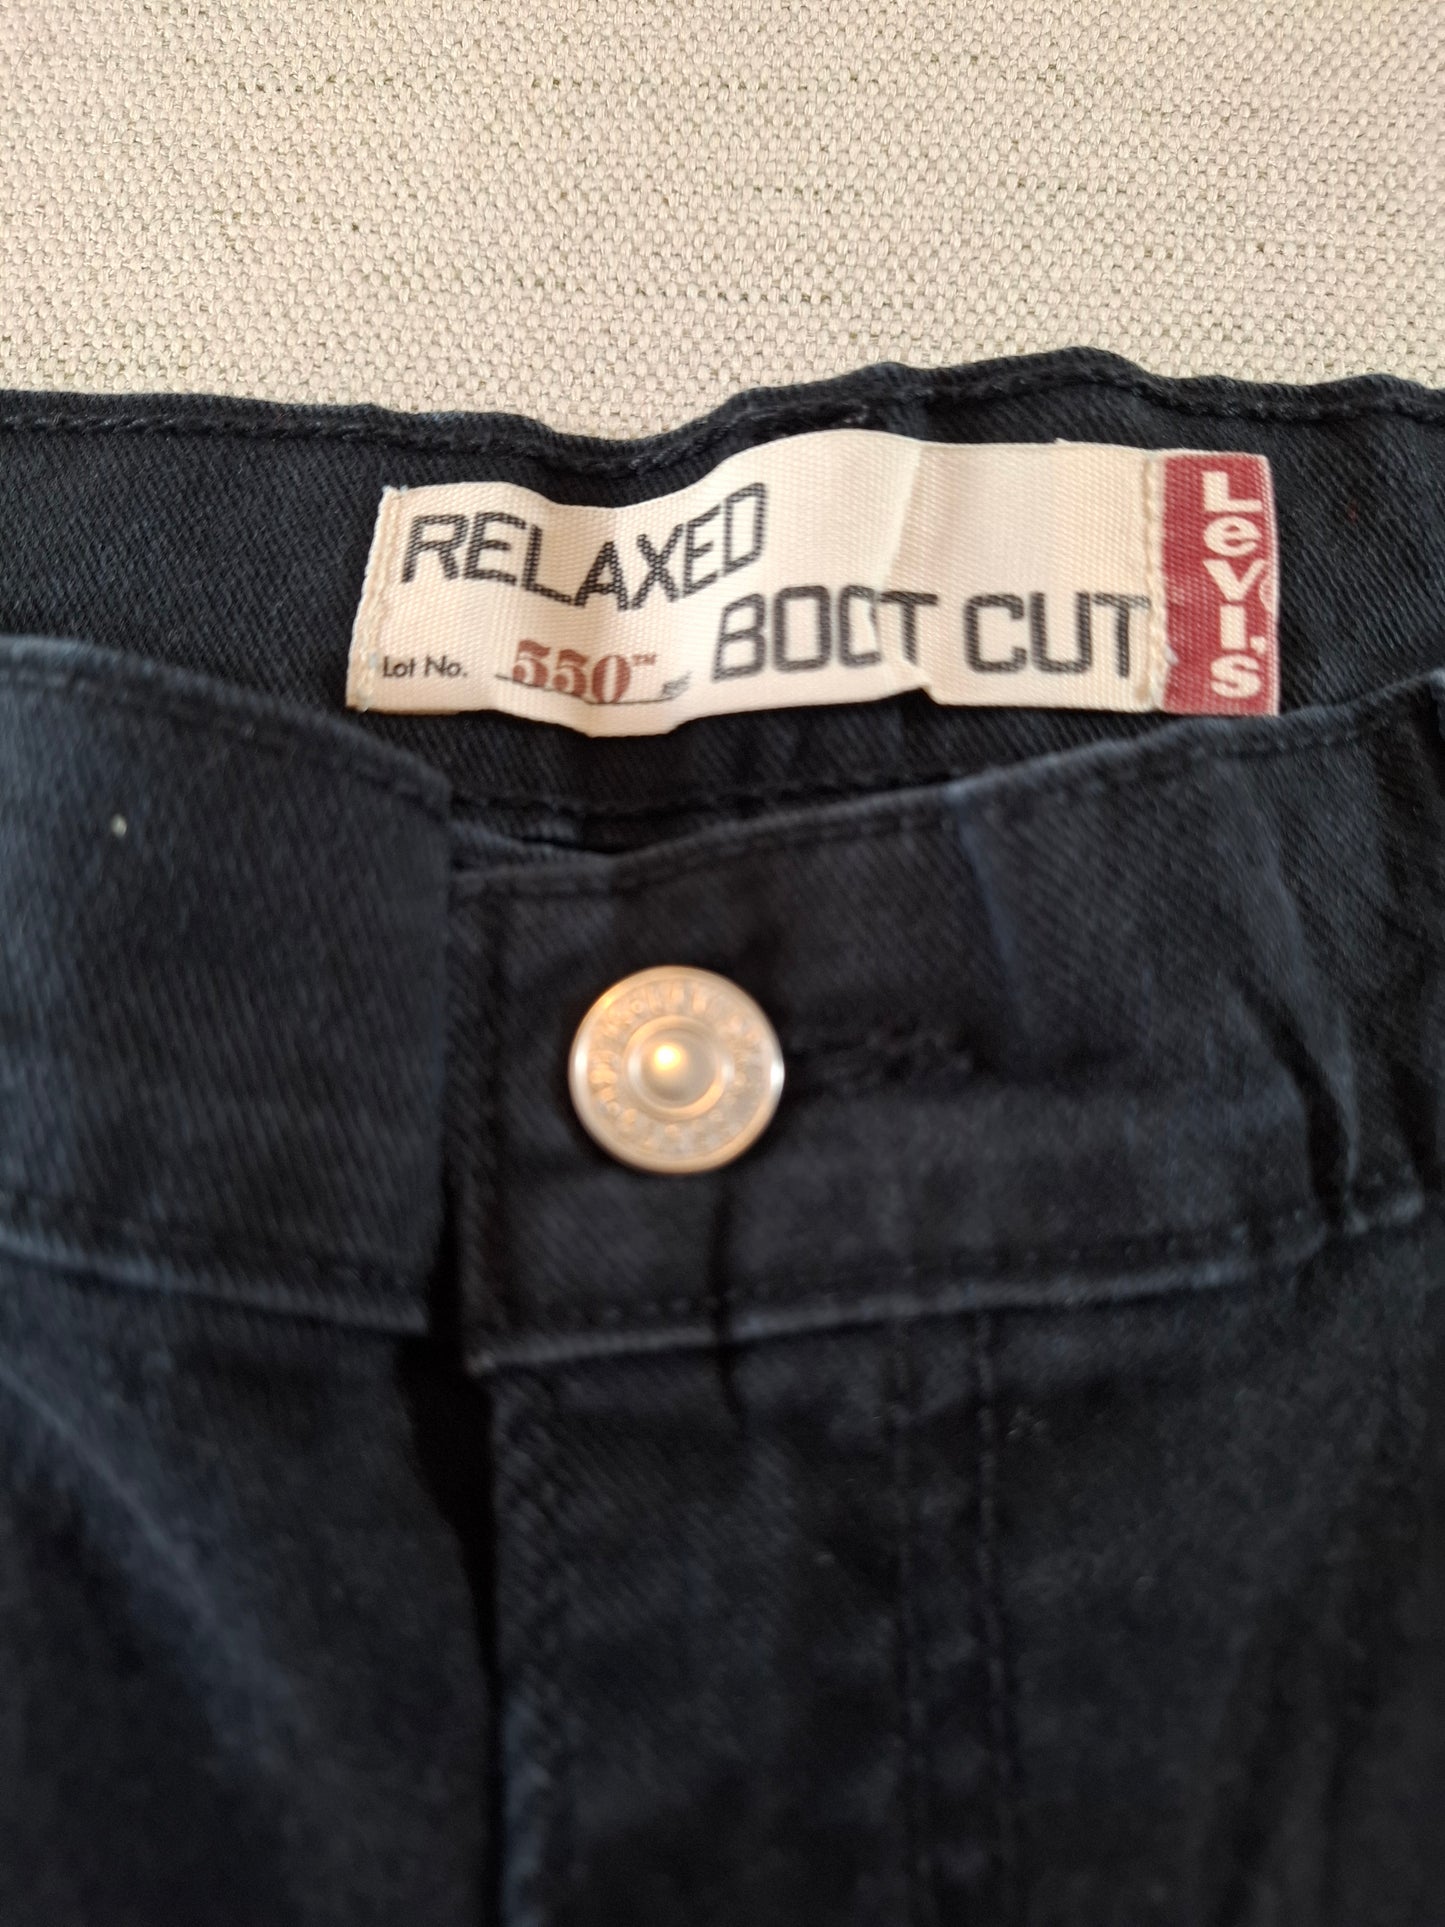 RELAXED
BOOT CUT
Lot No. 550™
Levi's